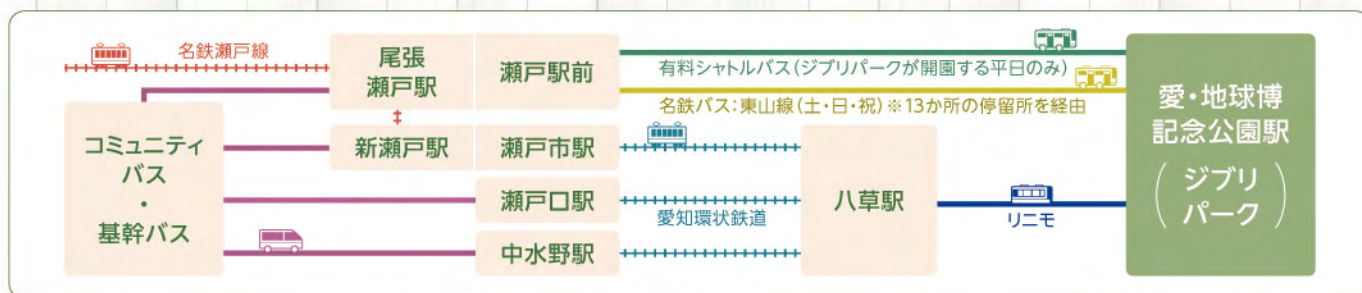 名鉄瀬戸線
尾張
瀬戸駅
瀬戸駅前
有料シャトルバス(ジブリパークが開園する平日のみ)
名鉄バス:東山線(土・日・祝)※13か所の停留所を経由
愛・地球博
記念公園駅
(ジブリ
パーク)
コミュニティ
バス
・
基幹バス
新瀬戸駅
瀬戸市駅
瀬戸口駅
愛知環状鉄道
中水野駅
八草駅
リニモ